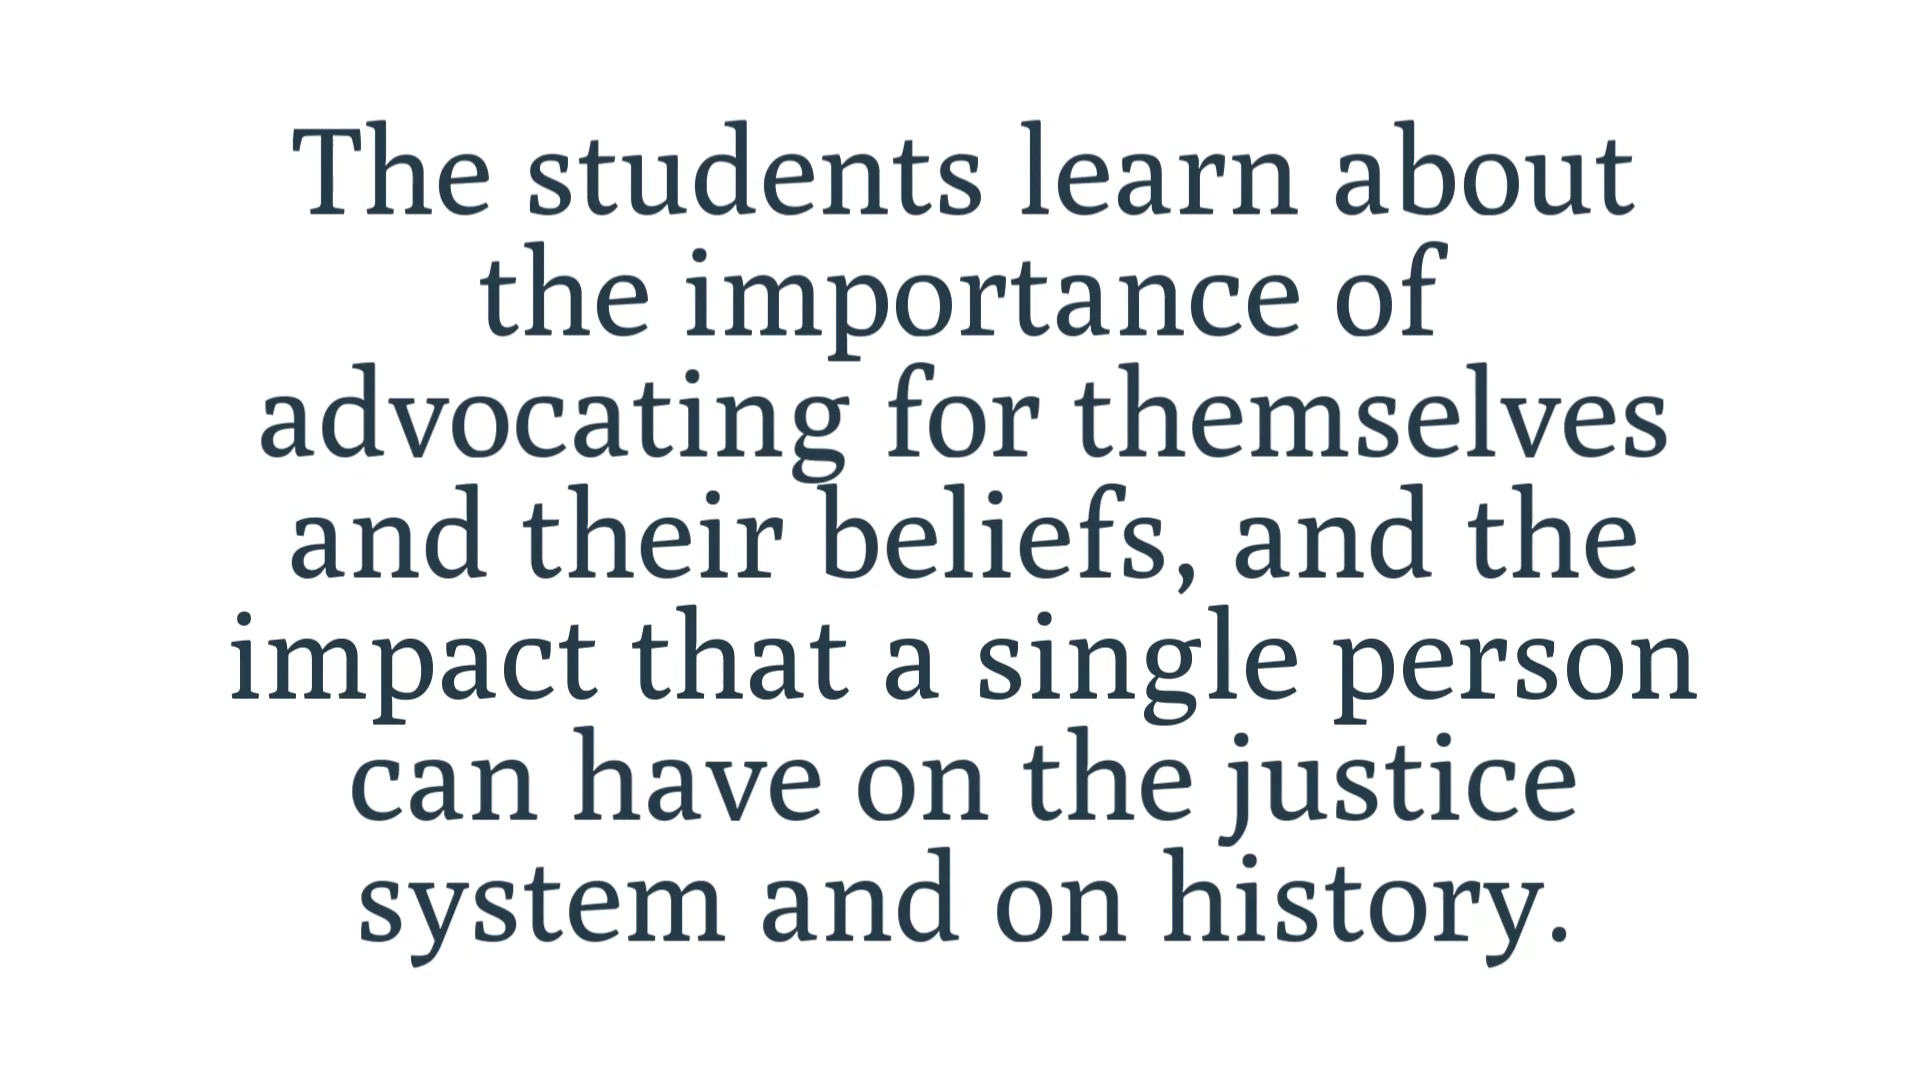 The students learn about
the importance of
advocating for themselves
and their beliefs, and the
impact that a single person
can have on the justice
system and on history.